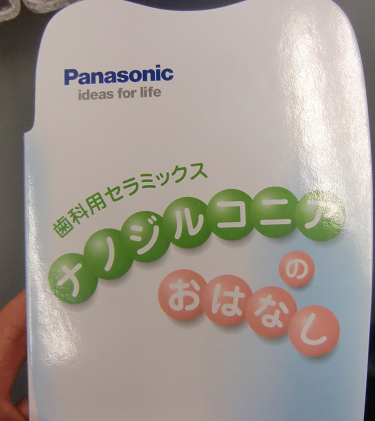 Panasonic
ideas for life
歯科用セラミックス
ナノジルコニア
の
おはなし